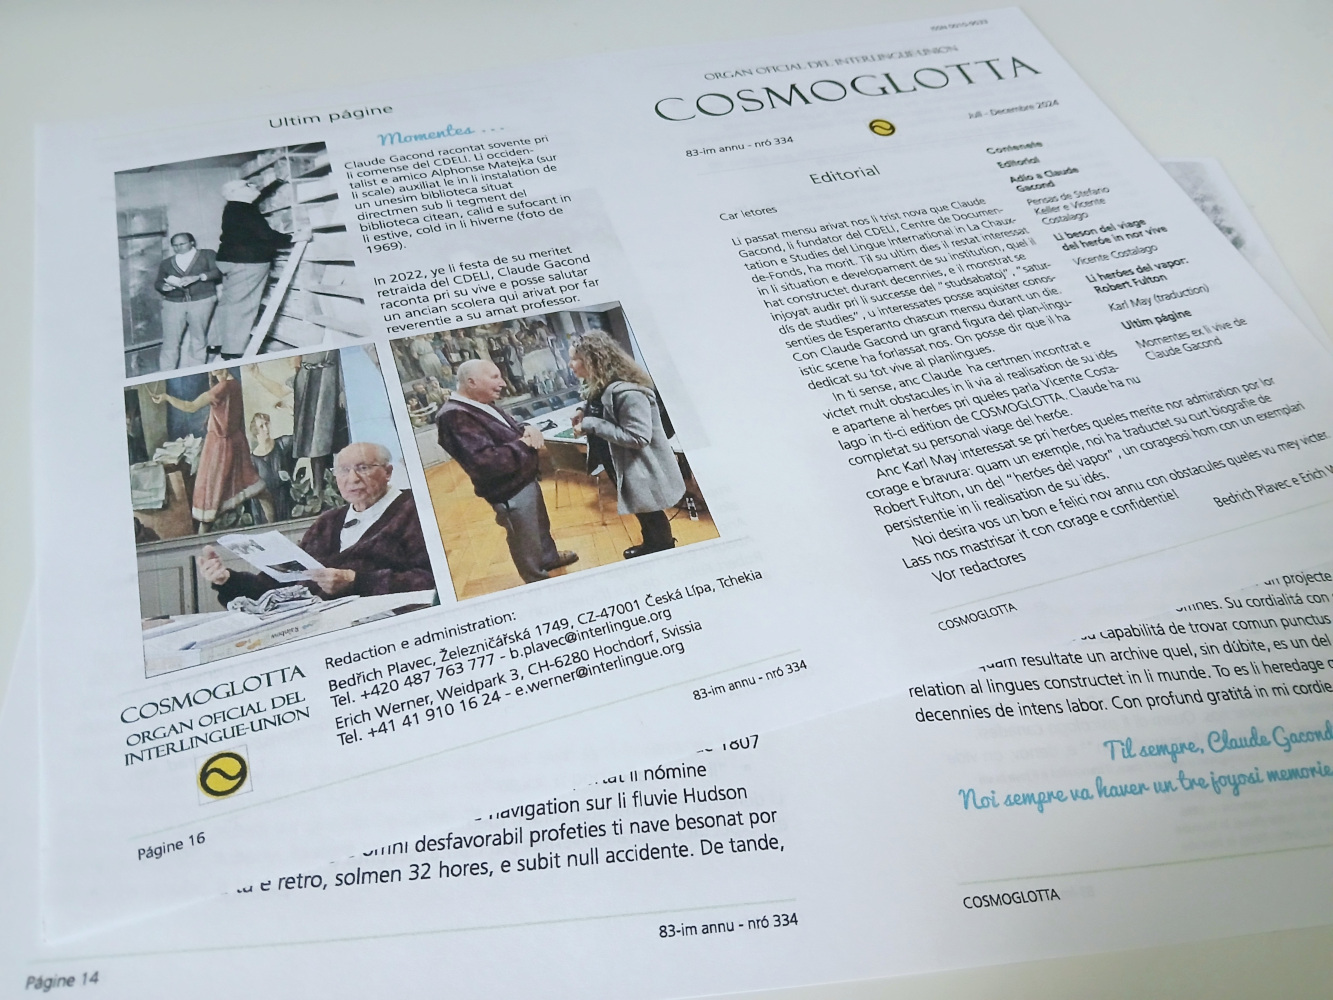 Ultim págine
Momentes . . .
Claude Gacond racontat sovente pri
li comense del CDELI. Li occiden-
talist e amico Alphonse Matejka (sur
li scale) auxiliat le in li instalation de
un unesim biblioteca situat
directmen sub li tegment del
biblioteca citean, calid e sufocant in
li estive, cold in li hiverne (foto de
1969).
In 2022, ye li festa de su meritet
retraida del CDELI, Claude Gacond
raconta pri su vive e posse salutar
un ancian scolera qui arivat por far
reverentie a su amat professor.
COSMOGLOTTA
ORGAN OFICIAL DEL
INTERLINGUE-UNION
Redaction e administration:
Bedřich Plavec, Železničářská 1749, CZ-47001 Česká Lípa, Tchekia
Tel. +420 487 763 777 - b.plavec@interlingue.org
Erich Werner, Weidpark 3, CH-6280 Hochdorf, Svissia
Tel. +41 41 910 16 24 - e.werner@interlingue.org
Página 16
83-im annu - nró 334
ISSN 0010-9533
ORGAN OFICIAL DEL INTERLINGUE-UNION
COSMOGLOTTA
83-im annu - nró 334
Juli - Decembre 2024
Editorial
Car letores
Li passat mensu arivat nos li trist nova que Claude
Gacond, li fundator del CDELI, Centre de Documen-
tation e Studies del Lingue International in La Chaux-
de-Fonds, ha morit. Til su ultim dies il restat interessat
in li situation e developament de su institution, quel il
hat constructet durant decennies, e il monstrat se
injoyat audir pri li successe del "studsabatoj", "satur-
dís de studies", u interessates posse aquisiter conos-
senties de Esperanto chascun mensu durant un die.
Con Claude Gacond un grand figura del plan-lingu-
istic scene ha forlassat nos. On posse dir que il ha
dedicat su tot vive al planlingues.
In ti sense, anc Claude ha certmen incontrat e
victet mult obstacules in li via al realisation de su idés
e apartene al heróes pri queles parla Vicente Costa-
lago in ti-ci edition de COSMOGLOTTA. Claude ha nu
completat su personal viage del heróe.
Anc Karl May interessat se pri heróes queles merite nor admiration por lor
corage e bravura: quam un exemple, noi ha traductet su curt biografie de
Robert Fulton, un del "heróes del vapor", un corageosi hom con un exemplari
persistentie in li realisation de su idés.
Noi desira vos un bon e felici nov annu con obstacules queles vu mey victer.
Lass nos mastrisar it con corage e confidentie!
Vor redactores
Bedrich Plavec e Erich
COSMOGLOTTA
Contenete
Editorial
Adio a Claude
Gacond
Pensas de Stefano
Keller e Vicente
Costalago
Li beson del viage
del heróe in nor vive
Vicente Costalago
Li heróes del vapor:
Robert Fulton
Karl May (traduction)
Ultim págine
Momentes ex li vive de
Claude Gacond
1807
li nómine
navigation sur li fluvie Hudson
omni desfavorabil profeties ti nave besonat por
e retro, solmen 32 hores, e subit null accidente. De tande,
83-im annu - nró 334
Págine 14
un projecte
omnes. Su cordialitá con
capabilitá de trovar comun punctus
quam resultate un archive quel, sin dúbite, es un del
relation al lingues constructet in li munde. To es li heredage
decennies de intens labor. Con profund gratitá in mi cordie
Til sempre, Claude Gacond
Noi sempre va haver un tre joyosi memorie
COSMOGLOTTA